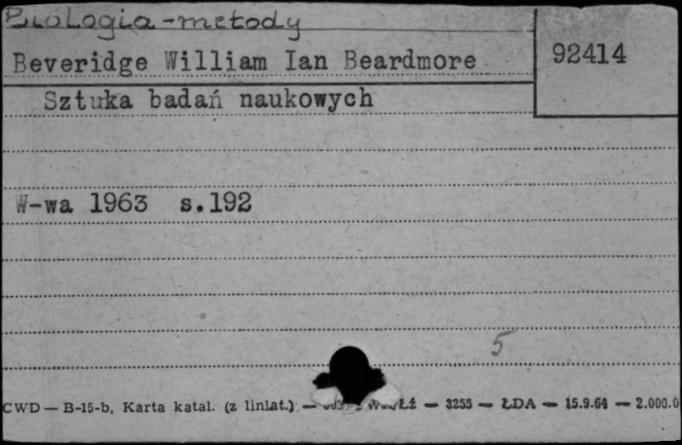 Biologia-metody
Beveridge William Ian Beardmore
92414
Sztuka badań naukowych
W-wa 1963 s.192
5
CWD — B-15-b, Karta katal. (z liniat.) — — 3255 — ŁDA — 15.9.64 — 2.000.0